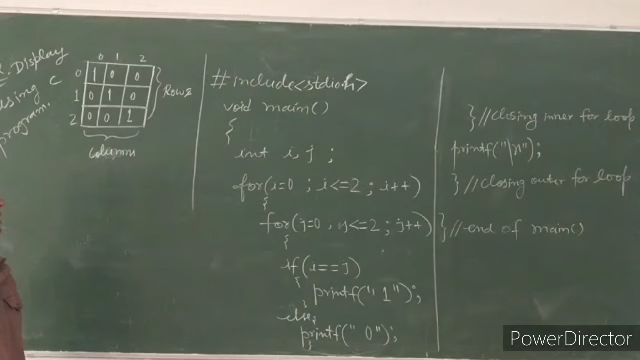 Display
using C
program.
0 1 2
0 1 0 0
1 0 1 0
2 0 0 1
Rows
columns
#include<stdio.h>
void main()
{
int i,j;
for(i=0; i<=2; i++)
{
for(j=0, j<=2; j++)
{
if(i==j)
{
printf(" 1");
}
else
printf(" 0");
} //closing inner for loop
printf("\n");
} //closing outer for loop
} //end of main()
PowerDirector